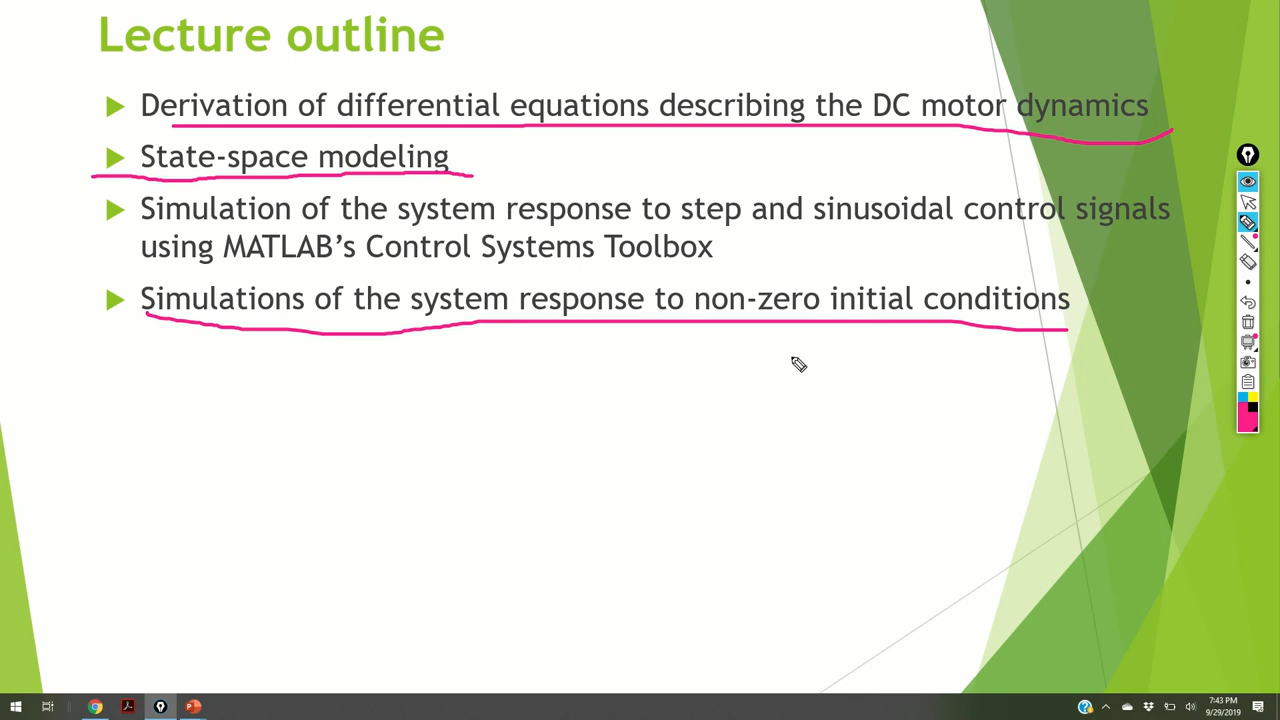 Lecture outline
Derivation of differential equations describing the DC motor dynamics
State-space modeling
Simulation of the system response to step and sinusoidal control signals
using MATLAB's Control Systems Toolbox
Simulations of the system response to non-zero initial conditions
7:43 PM
9/29/2019